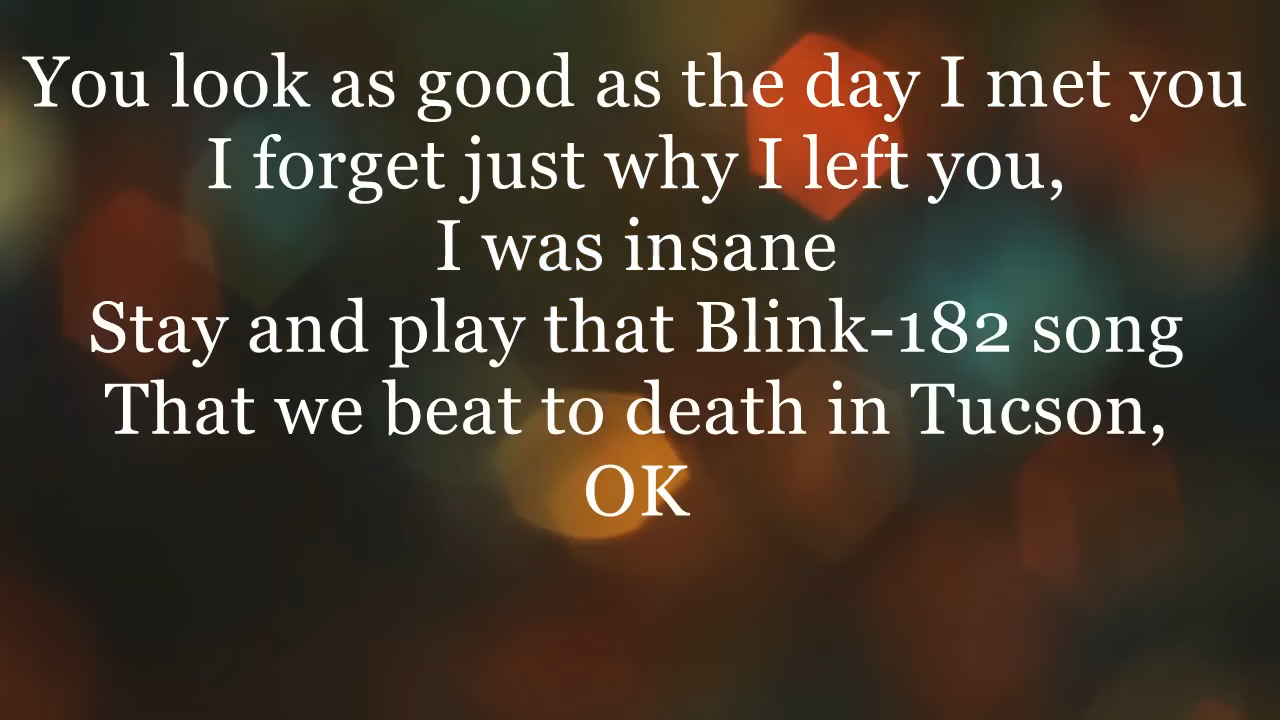 You look as good as the day I met you
I forget just why I left you,
I was insane
Stay and play that Blink-182 song
That we beat to death in Tucson,
OK